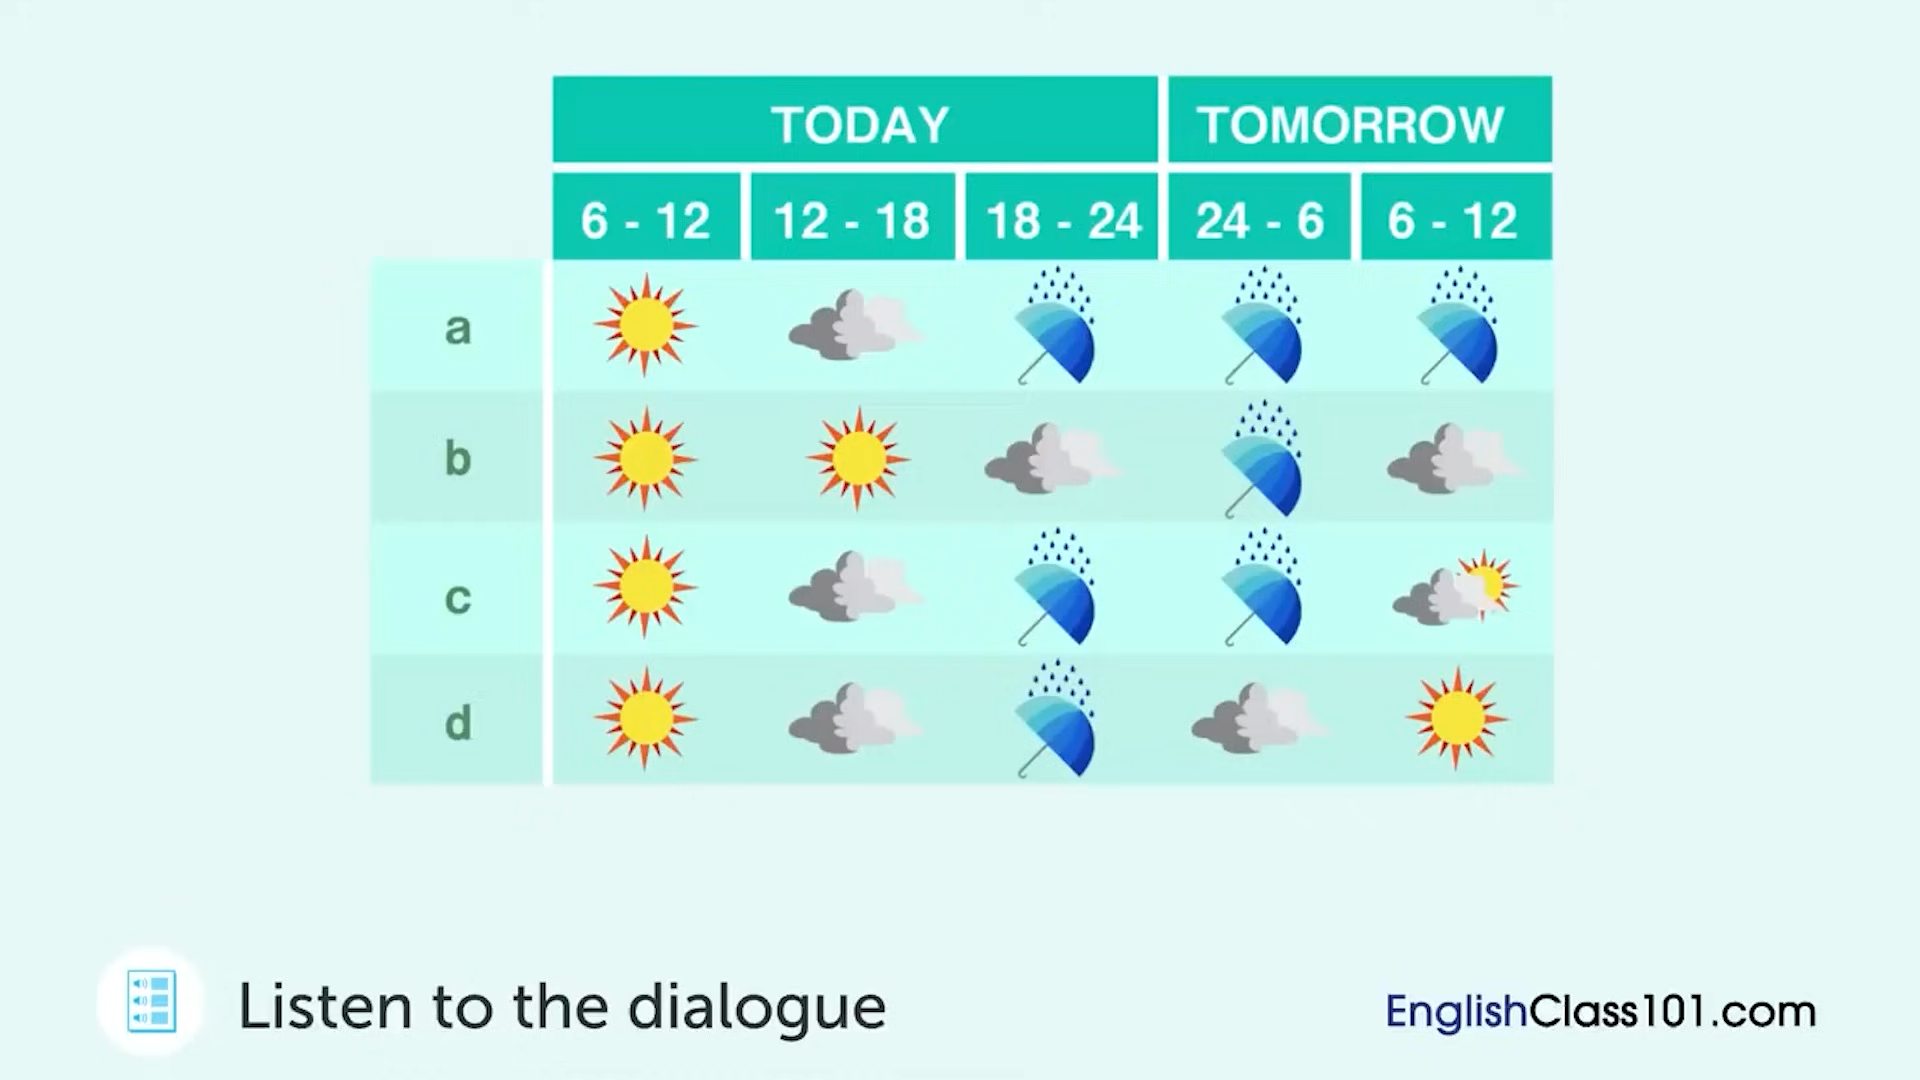 TODAY TOMORROW
6 - 12 12 - 18 18 - 24 24 - 6 6 - 12
a
b
c
d
Listen to the dialogue
EnglishClass101.com